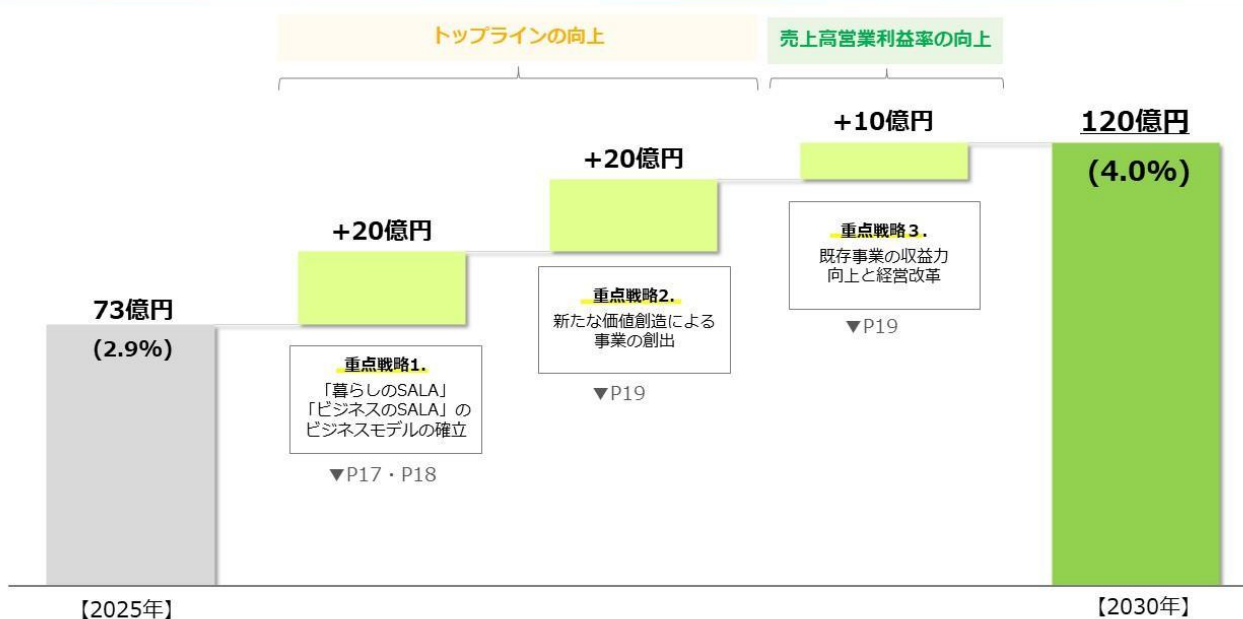 トップラインの向上
売上高営業利益率の向上
73億円
(2.9%)
+20億円
重点戦略1.
「暮らしのSALA」
「ビジネスのSALA」の
ビジネスモデルの確立
▼P17・P18
+20億円
重点戦略2.
新たな価値創造による
事業の創出
▼P19
+10億円
重点戦略３.
既存事業の収益力
向上と経営改革
▼P19
120億円
(4.0%)
【2025年】
【2030年】